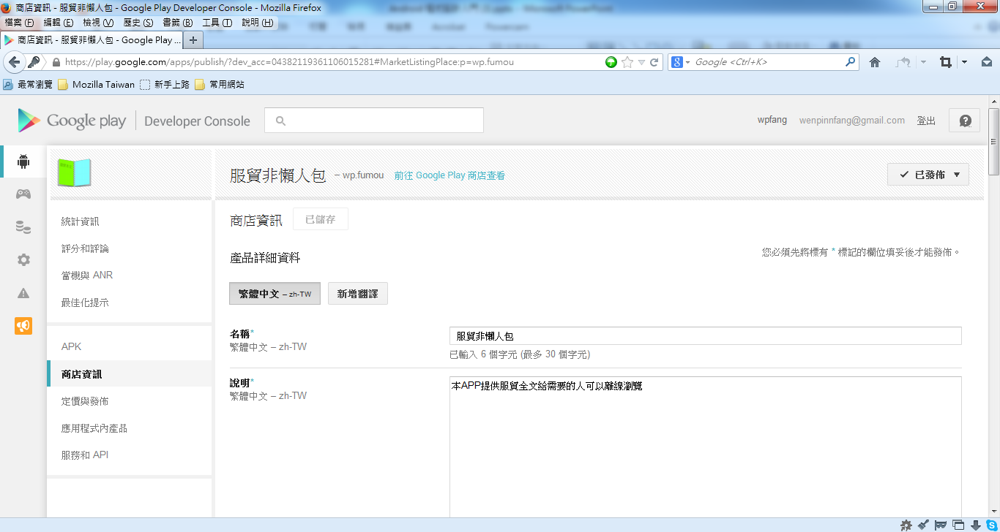 商店資訊 - 服貿非懶人包 - Google Play Developer Console - Mozilla Firefox
檔案 (F) 編輯 (E) 檢視 (V) 歷史 (S) 書籤 (B) 工具 (T) 說明 (H)
商店資訊 - 服貿非懶人包 - Google Play ...
https://play.google.com/apps/publish/?dev_acc=04382119361106015281#MarketListingPlace:p=wp.fumou
Google <Ctrl+K>
最常瀏覽 Mozilla Taiwan 新手上路 常用網站
Google play Developer Console
wpfang wenpinnfang@gmail.com 登出
服貿非懶人包 – wp.fumou 前往 Google Play 商店查看
已發佈
統計資訊
評分和評論
當機與 ANR
最佳化提示
APK
商店資訊
定價與發佈
應用程式內產品
服務和 API
商店資訊 已儲存
產品詳細資料
您必須先將標有 * 標記的欄位填妥後才能發佈。
繁體中文 – zh-TW 新增翻譯
名稱*
繁體中文 – zh-TW
服貿非懶人包
已輸入 6 個字元 (最多 30 個字元)
說明*
繁體中文 – zh-TW
本APP提供服貿全文給需要的人可以離線瀏覽